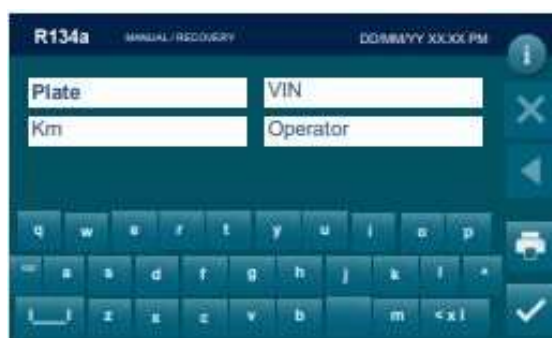 R134a MANUAL / RECOVERY DD/MM/YY XX.XX PM
i
Plate VIN
Km Operator
q w e r t y u i o p
a s d f g h j k l
z x c v b m <x|